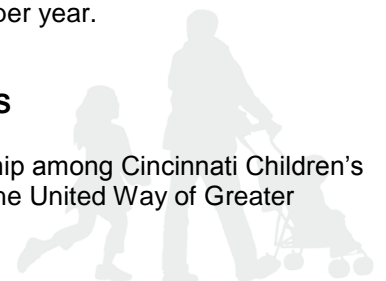 per year.
s
hip among Cincinnati Children's
he United Way of Greater